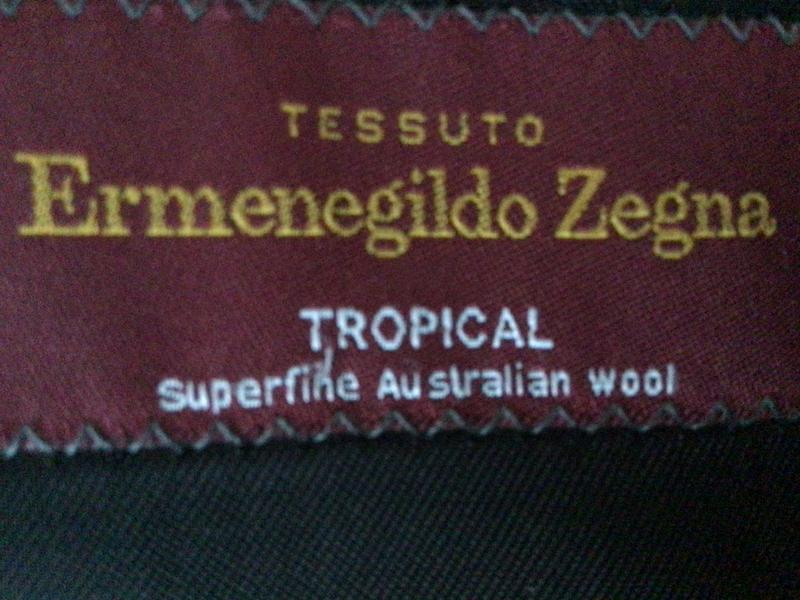 TESSUTO
Ermenegildo Zegna
TROPICAL
Superfine Australian Wool